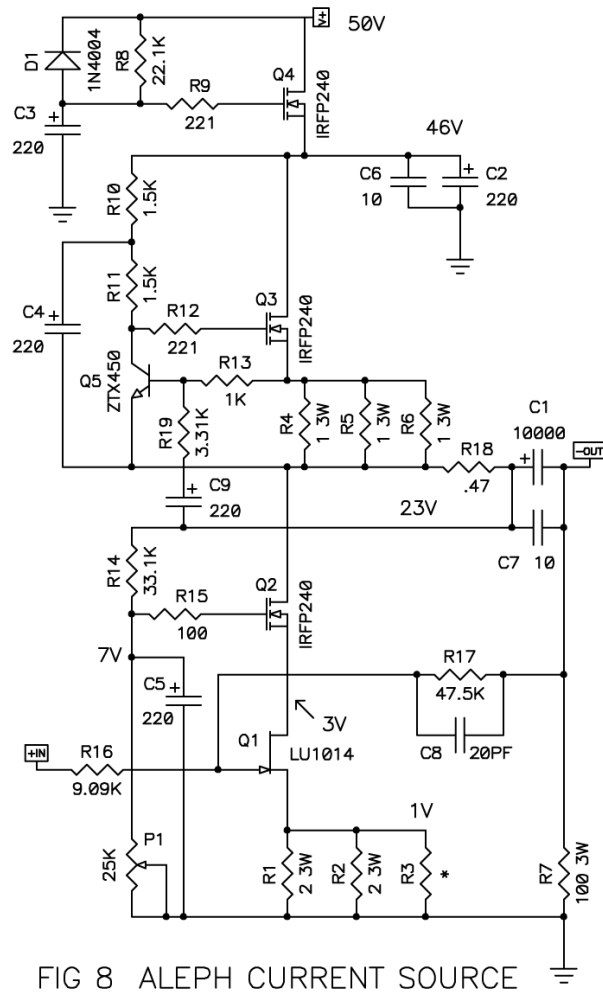 V+
50V
D1
1N4004
R8
22.1K
Q4
IRFP240
R9
221
C3
+
220
46V
C6
10
+
C2
220
R10
1.5K
R11
1.5K
C4
+
220
Q3
IRFP240
R12
221
Q5
ZTX450
R13
1K
R19
3.31K
R4
1 3W
R5
1 3W
R6
1 3W
C1
10000
+
-OUT
R18
.47
+
C9
220
23V
C7
10
R14
33.1K
Q2
IRFP240
R15
100
7V
C5
+
220
R17
47.5K
C8
20PF
3V
Q1
LU1014
+IN
R16
9.09K
1V
P1
25K
R1
2 3W
R2
2 3W
R3
*
R7
100 3W
FIG 8 ALEPH CURRENT SOURCE